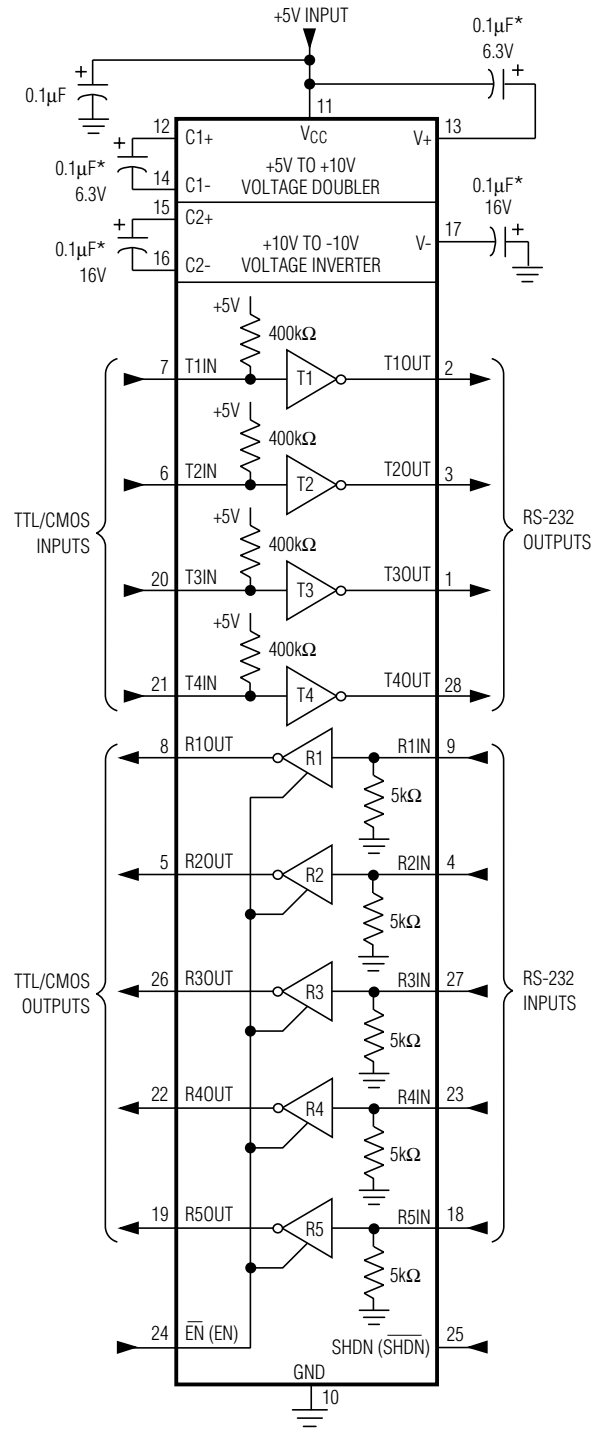 +5V INPUT
0.1μF*
6.3V
+
+
0.1μF
11
12
C1+
VCC
V+
13
+
0.1μF*
6.3V
14
C1-
+5V TO +10V
VOLTAGE DOUBLER
15
C2+
+
0.1μF*
16V
16
C2-
+10V TO -10V
VOLTAGE INVERTER
V-
17
0.1μF*
16V
+
+5V
400kΩ
7
T1IN
T1
T1OUT
2
+5V
400kΩ
6
T2IN
T2
T2OUT
3
TTL/CMOS
INPUTS
RS-232
OUTPUTS
+5V
400kΩ
20
T3IN
T3
T3OUT
1
+5V
400kΩ
21
T4IN
T4
T4OUT
28
8
R1OUT
R1
R1IN
9
5kΩ
5
R2OUT
R2
R2IN
4
5kΩ
TTL/CMOS
OUTPUTS
RS-232
INPUTS
26
R3OUT
R3
R3IN
27
5kΩ
22
R4OUT
R4
R4IN
23
5kΩ
19
R5OUT
R5
R5IN
18
5kΩ
24
E̅N̅ (EN)
SHDN (S̅H̅D̅N̅)
25
GND
10